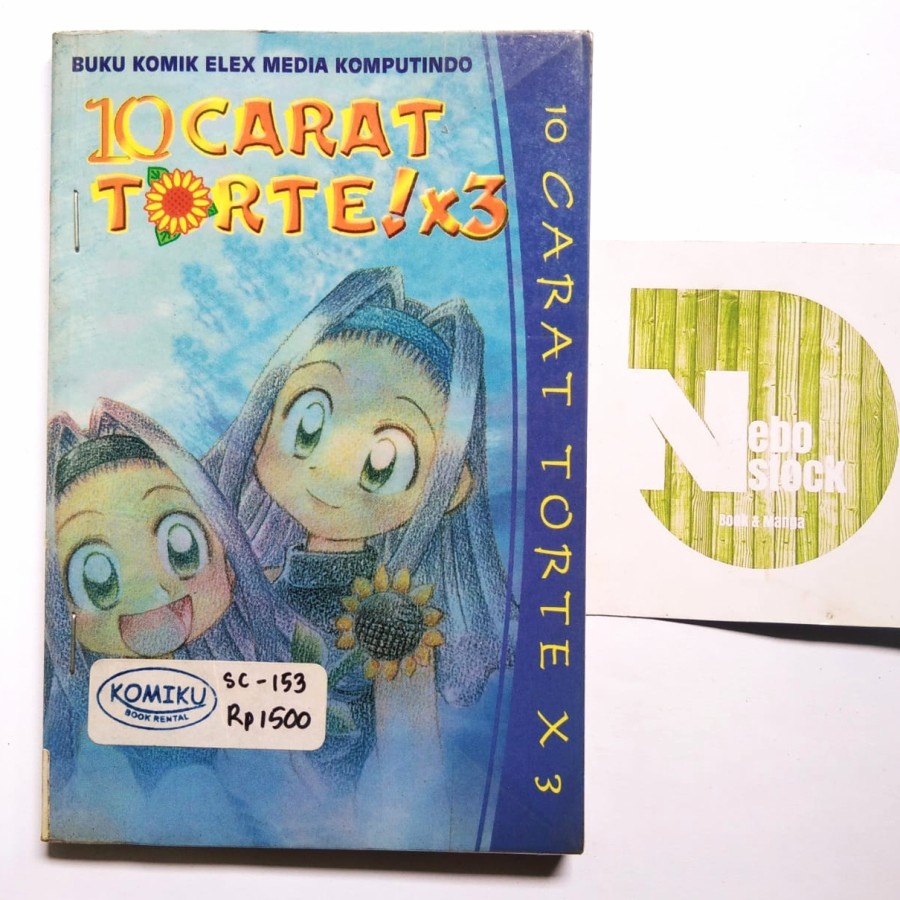 BUKU KOMIK ELEX MEDIA KOMPUTINDO
10 CARAT
TORTE! x3
10 CARAT TORTE X 3
KOMIKU
BOOK RENTAL
SC - 153
Rp 1500
Nebo
stock
Book & Manga